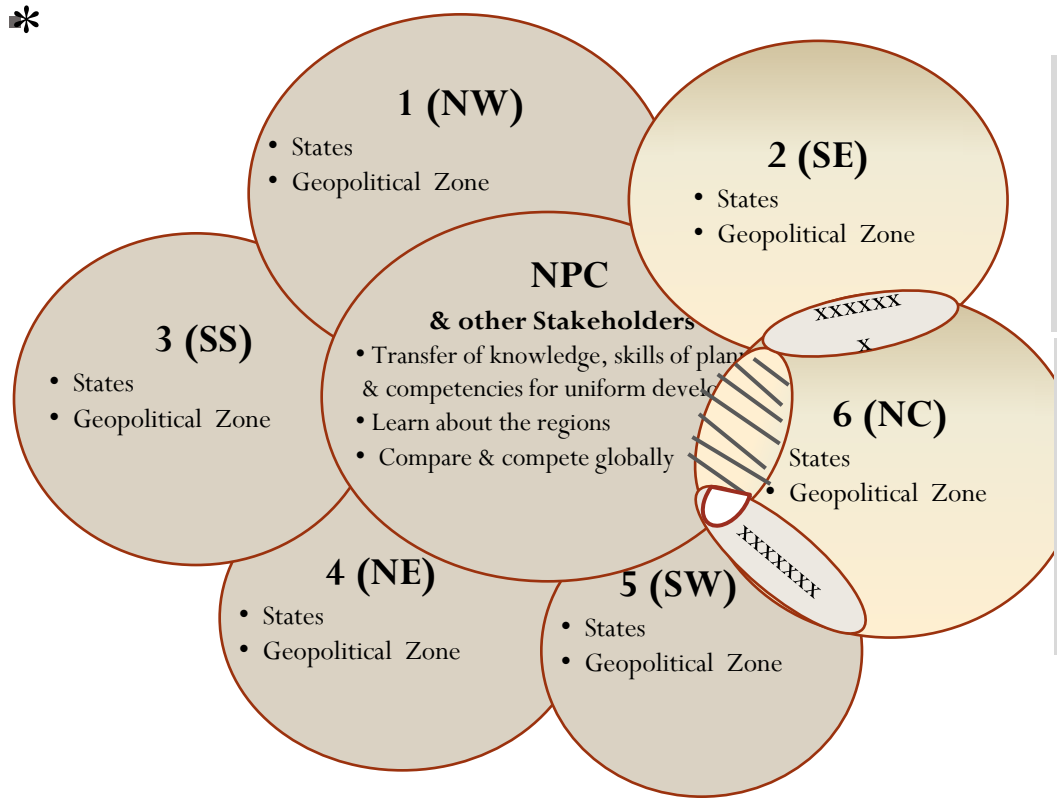 *
1 (NW)
• States
• Geopolitical Zone
2 (SE)
• States
• Geopolitical Zone
NPC
& other Stakeholders
• Transfer of knowledge, skills of
& competencies for uniform
• Learn about the regions
• Compare & compete globally
3 (SS)
• States
• Geopolitical Zone
xxxxxx
x
6 (NC)
States
• Geopolitical Zone
4 (NE)
• States
• Geopolitical Zone
5 (SW)
• States
• Geopolitical Zone
xxxxxxx